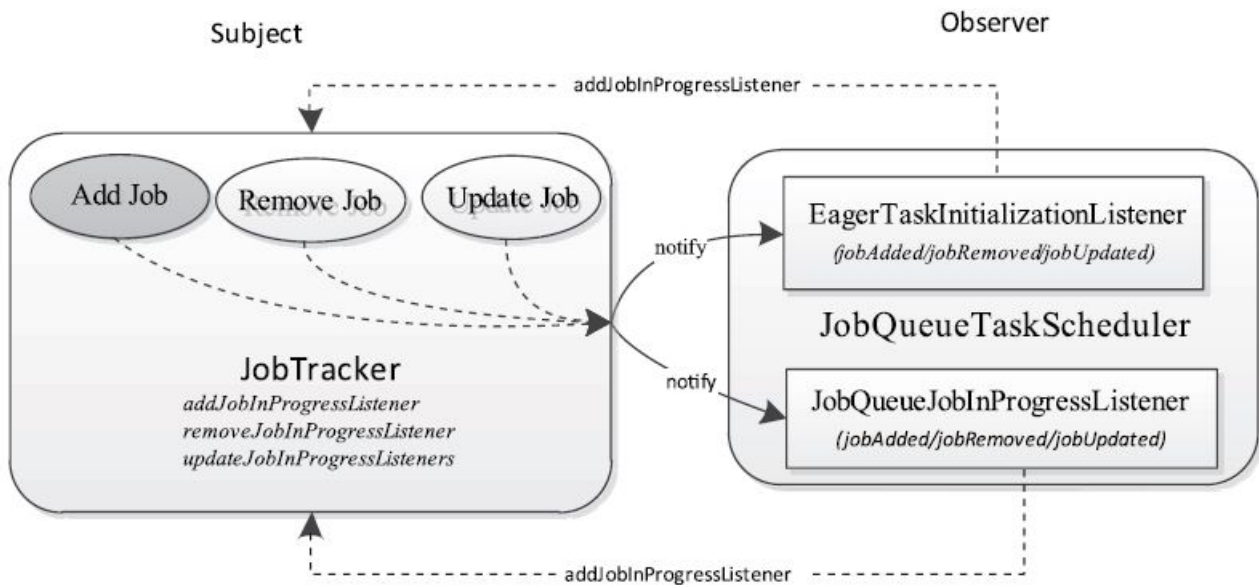 Subject
Observer
addJobInProgressListener
Add Job
Remove Job
Update Job
EagerTaskInitializationListener
(jobAdded/jobRemoved/jobUpdated)
notify
JobQueueTaskScheduler
JobTracker
addJobInProgressListener
removeJobInProgressListener
updateJobInProgressListeners
notify
JobQueueJobInProgressListener
(jobAdded/jobRemoved/jobUpdated)
addJobInProgressListener